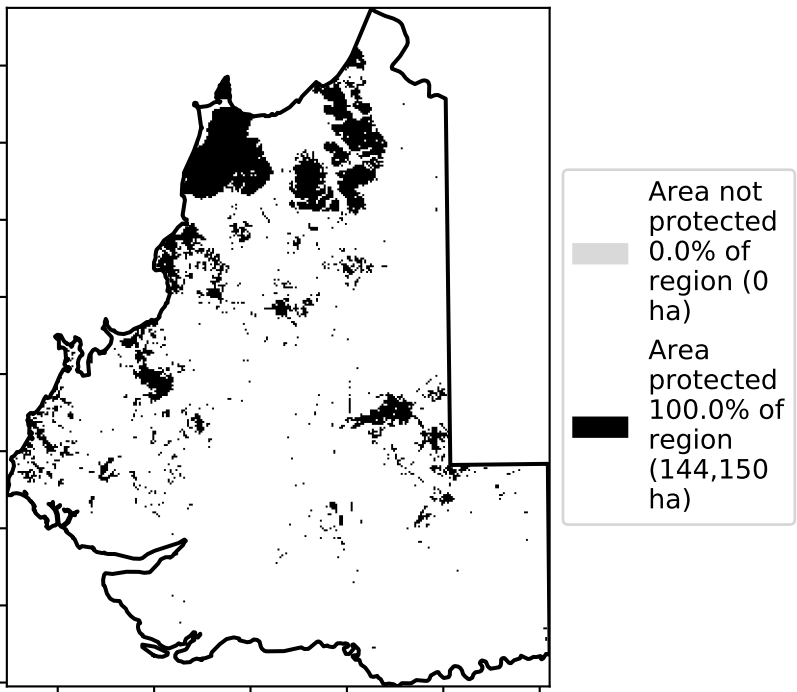 Area not
protected
0.0% of
region (0
ha)
Area
protected
100.0% of
region
(144,150
ha)